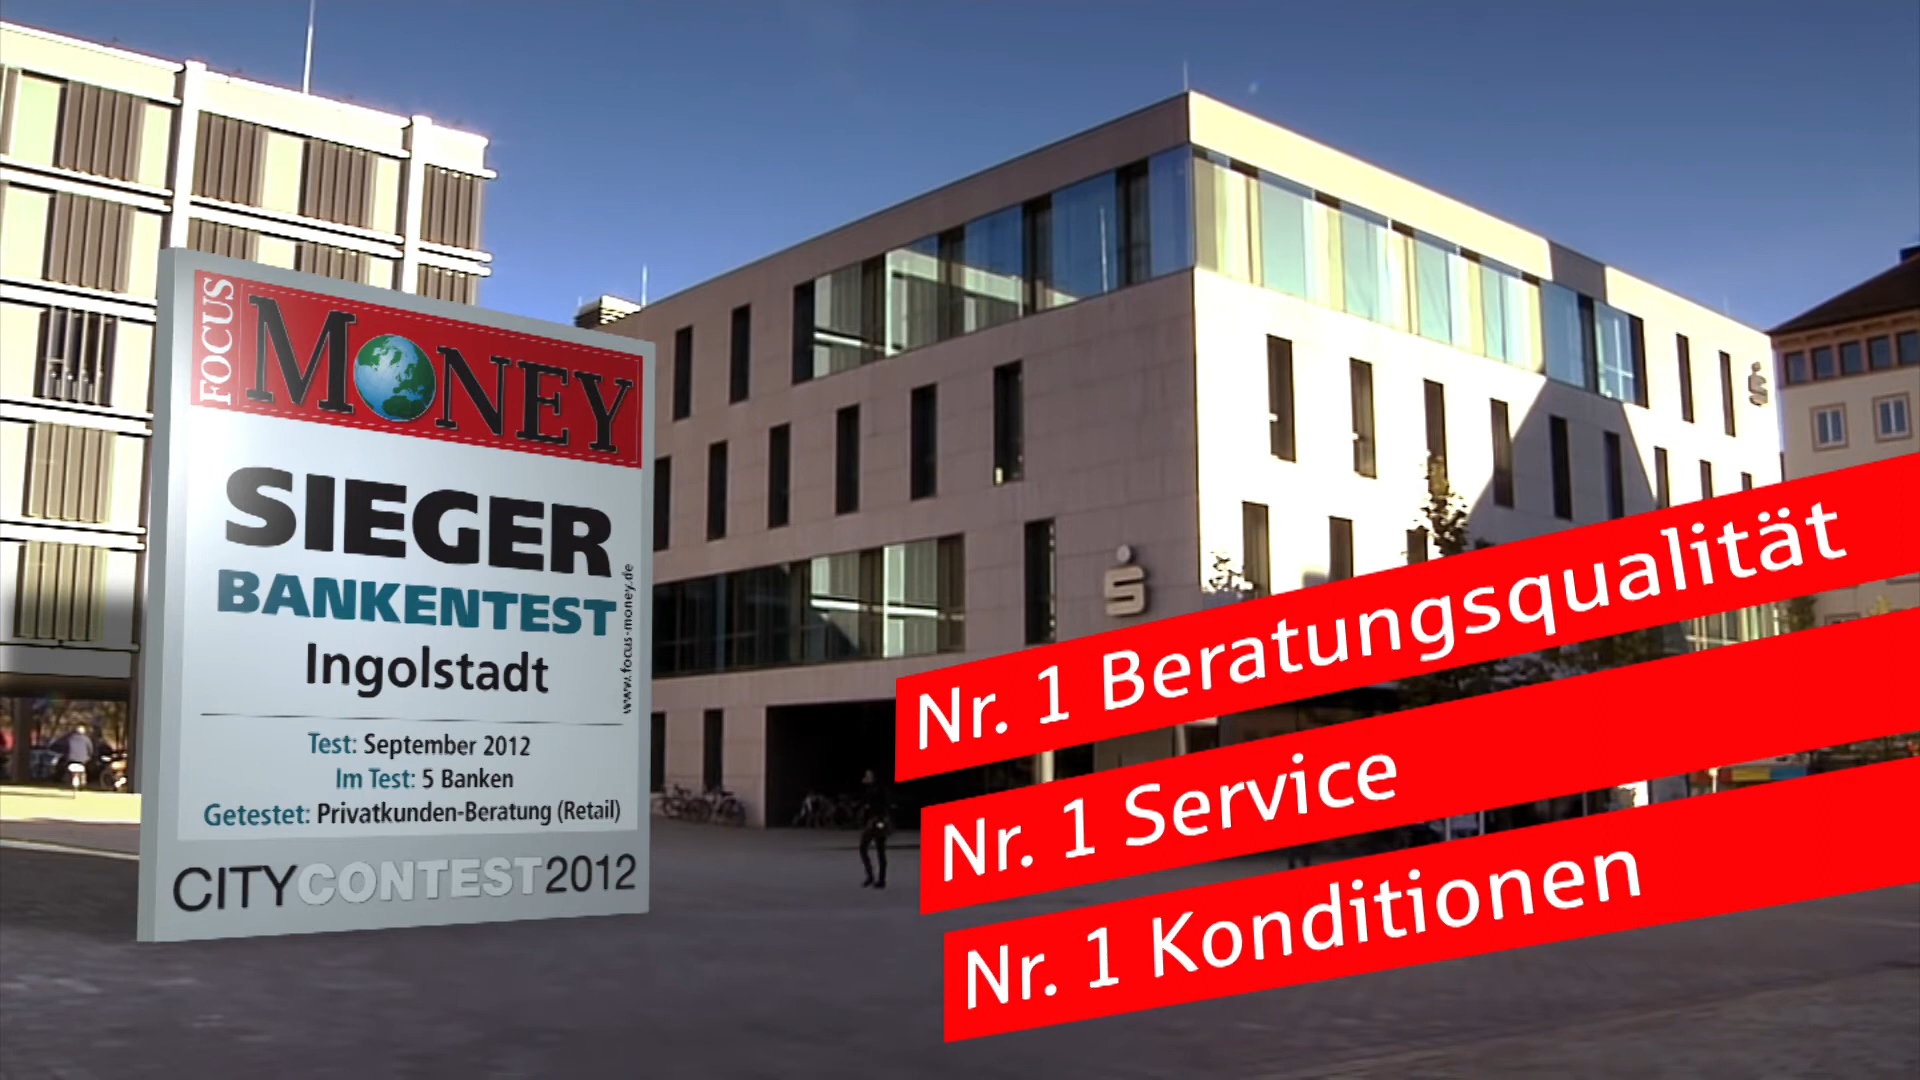 FOCUS
MONEY
SIEGER
BANKENTEST
Ingolstadt
www.focus-money.de
Test: September 2012
Im Test: 5 Banken
Getestet: Privatkunden-Beratung (Retail)
CITYCONTEST2012
Nr. 1 Beratungsqualität
Nr. 1 Service
Nr. 1 Konditionen